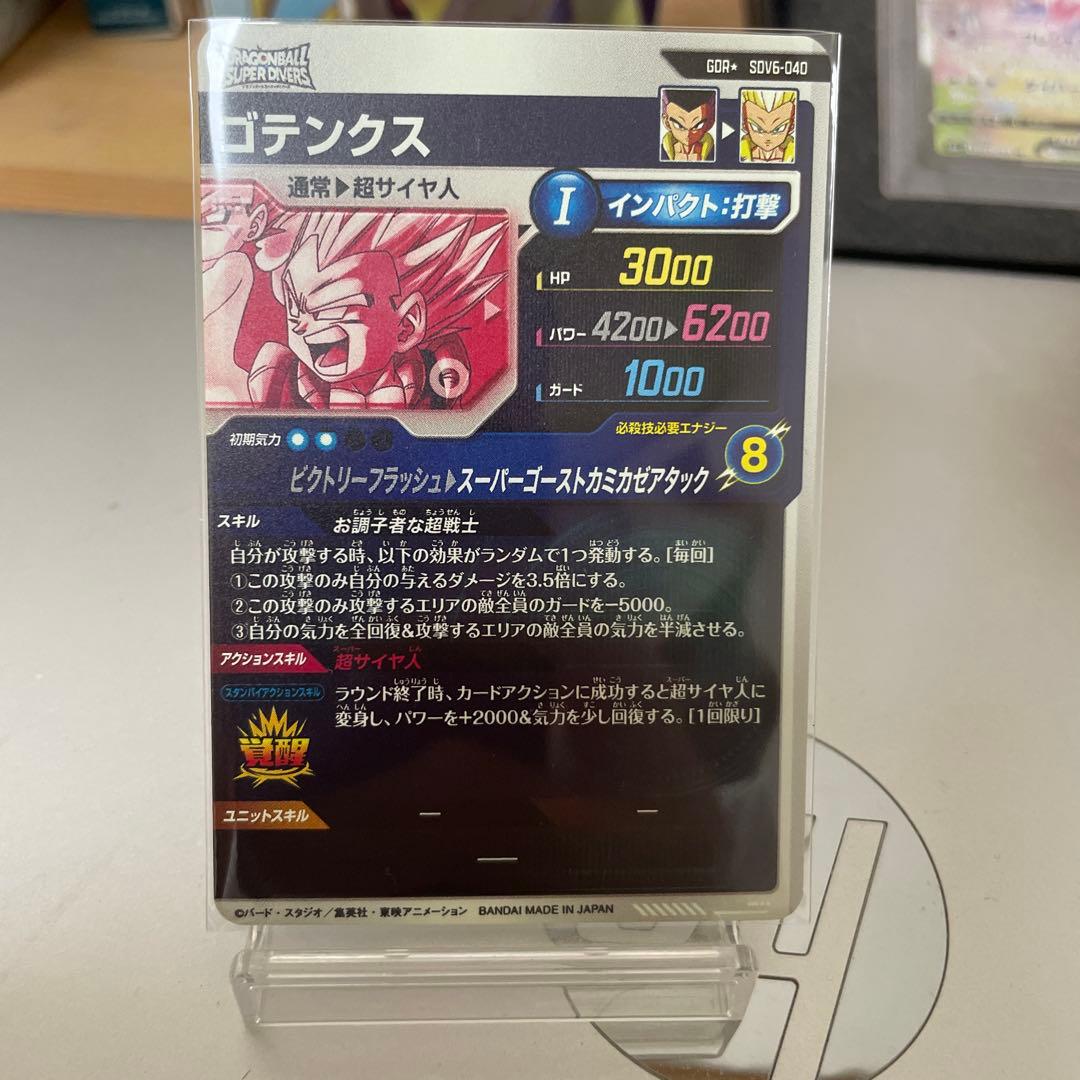 DRAGONBALL
SUPER DIVERS
GDR★ SDV6-040
ゴテンクス
通常▶超サイヤ人
I インパクト:打撃
HP 3000
パワー 4200▶6200
ガード 1000
初期気力
必殺技必要エナジー
8
ビクトリーフラッシュ▶スーパーゴーストカミカゼアタック
スキル お調子者な超戦士
自分が攻撃する時、以下の効果がランダムで1つ発動する。[毎回]
①この攻撃のみ自分の与えるダメージを3.5倍にする。
②この攻撃のみ攻撃するエリアの敵全員のガードを-5000。
③自分の気力を全回復&攻撃するエリアの敵全員の気力を半減させる。
アクションスキル 超サイヤ人
スタンバイアクションスキル
ラウンド終了時、カードアクションに成功すると超サイヤ人に
変身し、パワーを+2000&気力を少し回復する。[1回限り]
覚醒
ユニットスキル — —
—
©バード・スタジオ/集英社・東映アニメーション BANDAI MADE IN JAPAN